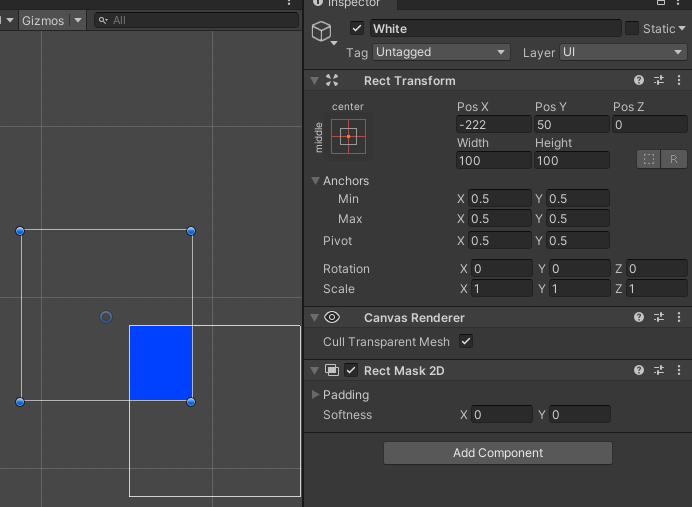 Inspector
Gizmos
All
White
Static
Tag Untagged Layer UI
Rect Transform
center
middle
Pos X Pos Y Pos Z
-222 50 0
Width Height
100 100
R
Anchors
Min X 0.5 Y 0.5
Max X 0.5 Y 0.5
Pivot X 0.5 Y 0.5
Rotation X 0 Y 0 Z 0
Scale X 1 Y 1 Z 1
Canvas Renderer
Cull Transparent Mesh
Rect Mask 2D
Padding
Softness X 0 Y 0
Add Component